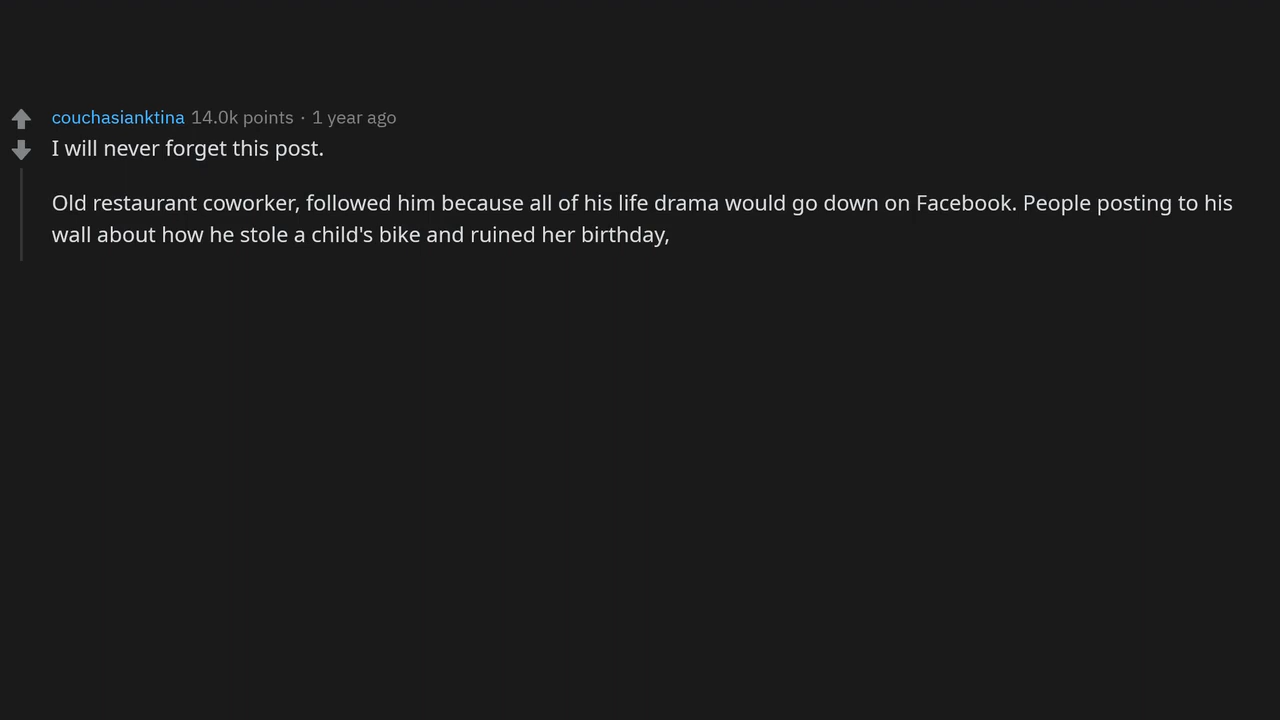 couchasianktina 14.0k points · 1 year ago
I will never forget this post.
Old restaurant coworker, followed him because all of his life drama would go down on Facebook. People posting to his
wall about how he stole a child's bike and ruined her birthday,